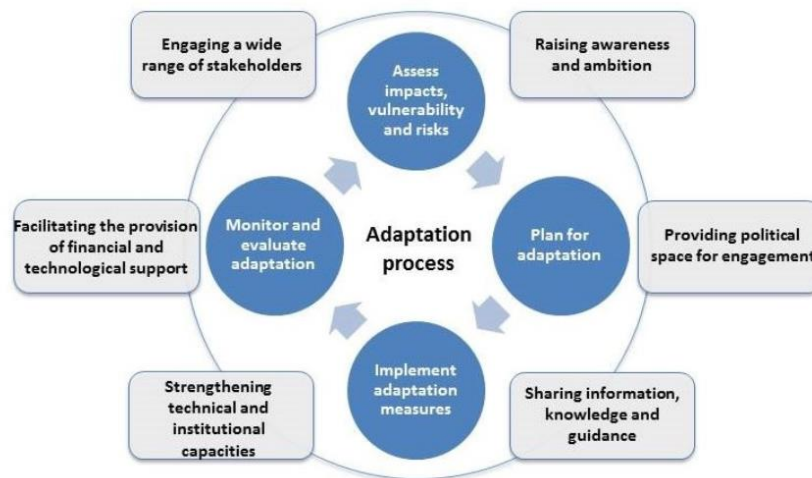 Engaging a wide
range of stakeholders
Raising awareness
and ambition
Assess
impacts,
vulnerability
and risks
Facilitating the provision
of financial and
technological support
Monitor and
evaluate
adaptation
Adaptation
process
Plan for
adaptation
Providing political
space for engagement
Implement
adaptation
measures
Strengthening
technical and
institutional
capacities
Sharing information,
knowledge and
guidance